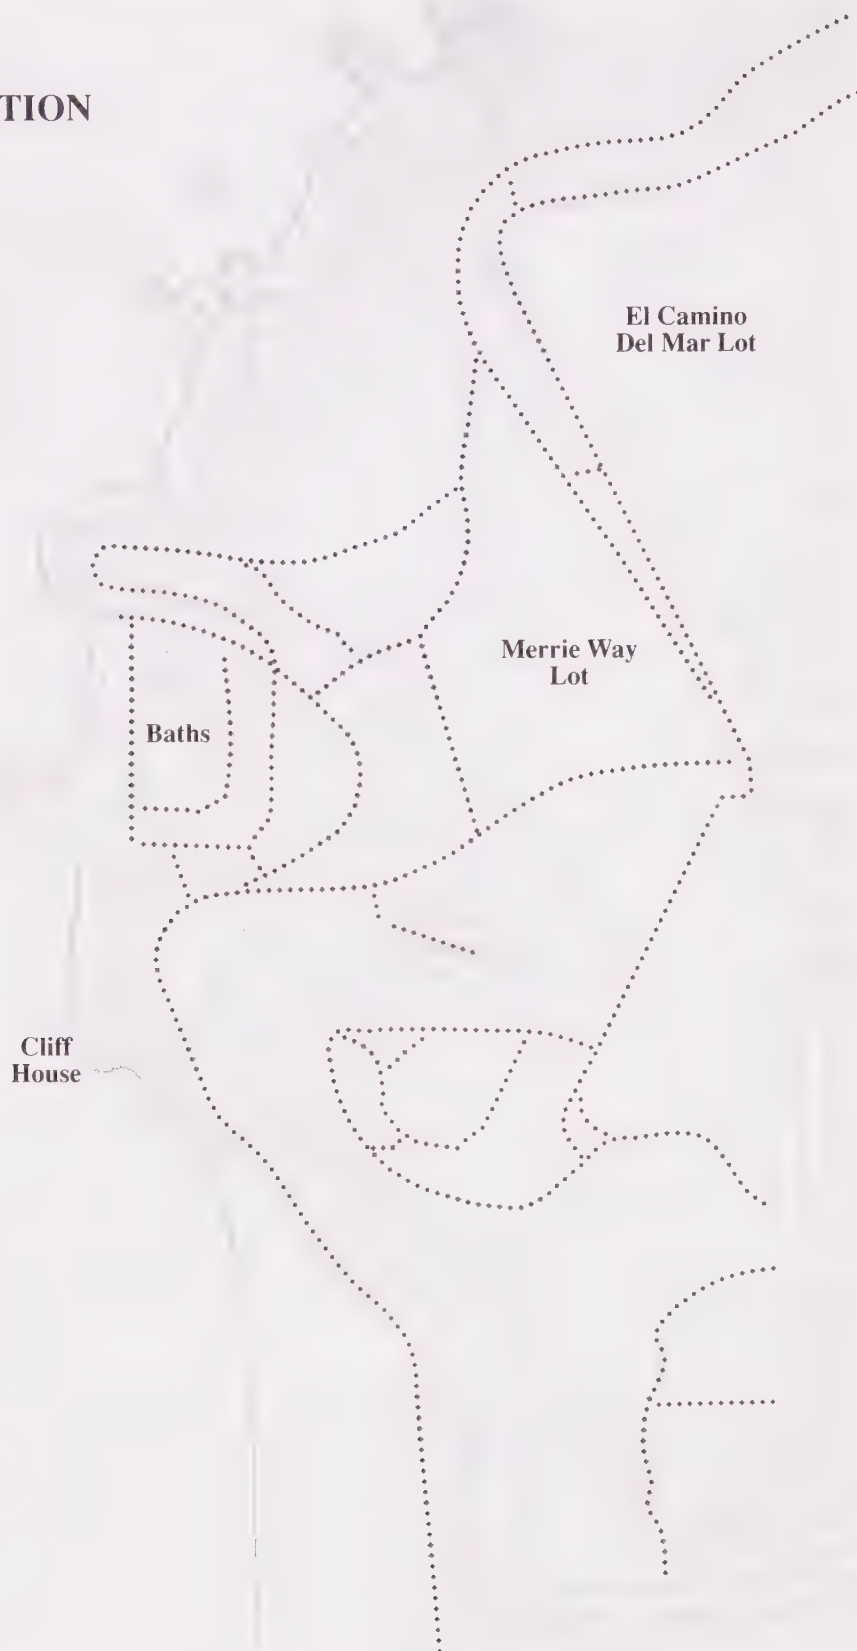 TION
El Camino
Del Mar Lot
Merrie Way
Lot
Baths
Cliff
House